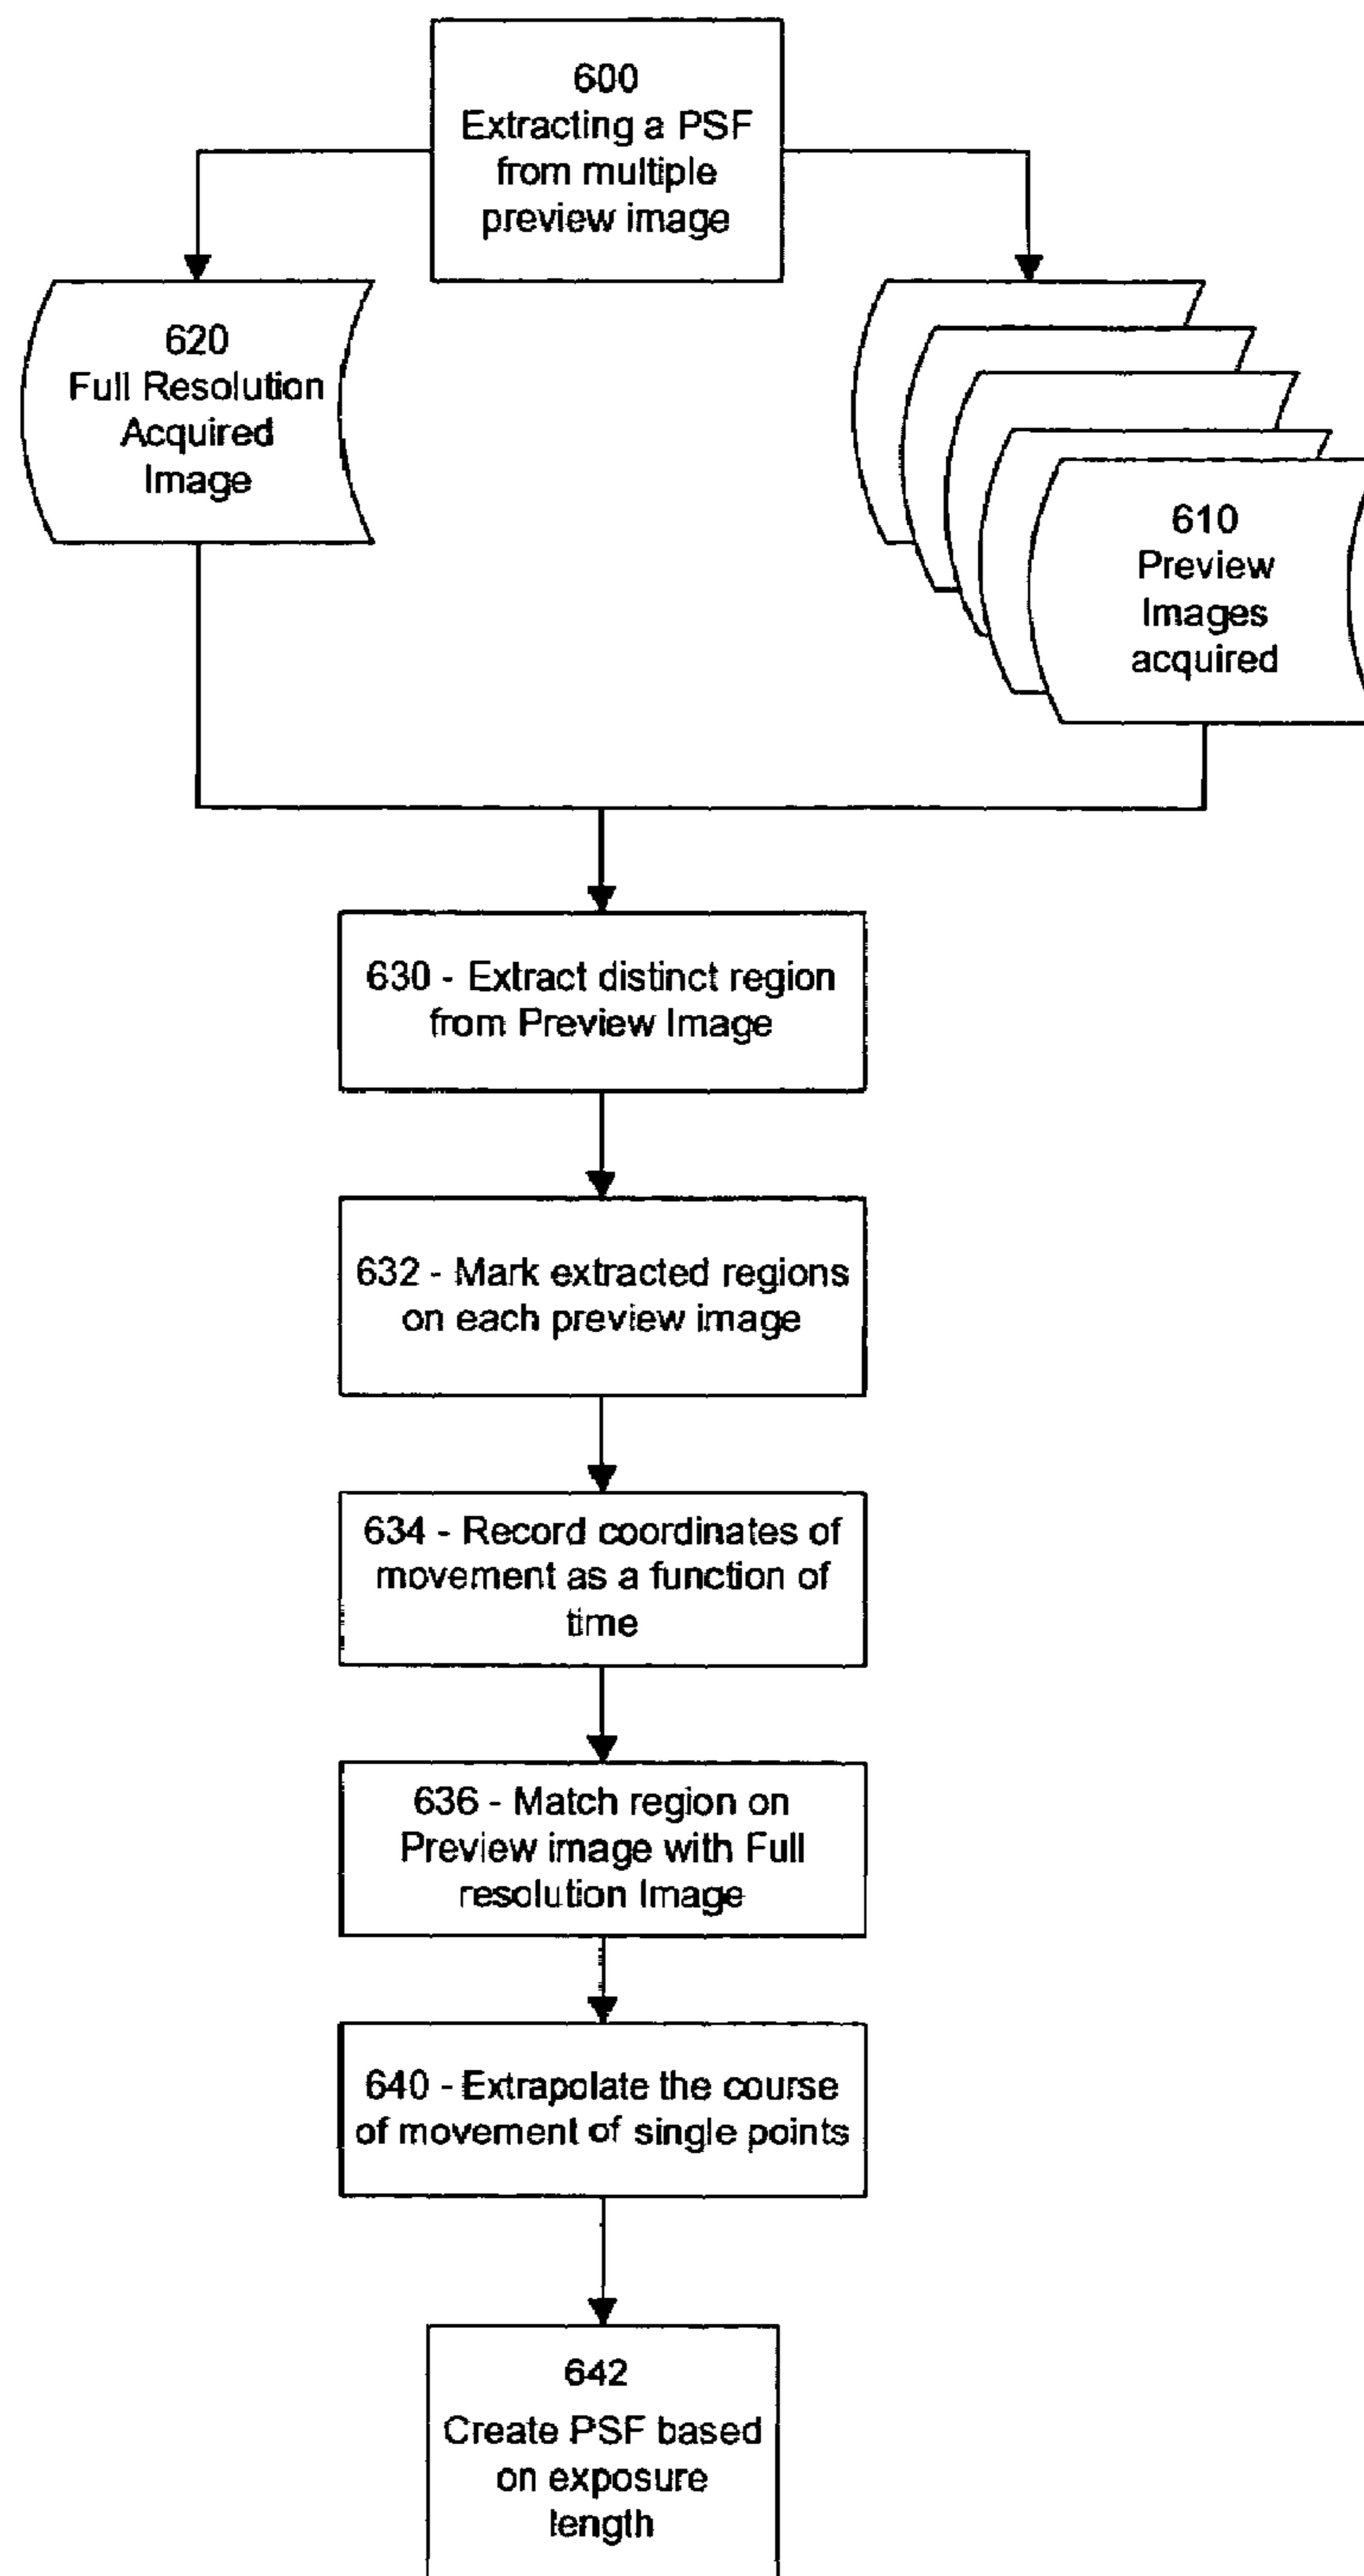 600
Extracting a PSF
from multiple
preview image
620
Full Resolution
Acquired
Image
610
Preview
Images
acquired
630 - Extract distinct region
from Preview Image
632 - Mark extracted regions
on each preview image
634 - Record coordinates of
movement as a function of
time
636 - Match region on
Preview image with Full
resolution Image
640 - Extrapolate the course
of movement of single points
642
Create PSF based
on exposure
length